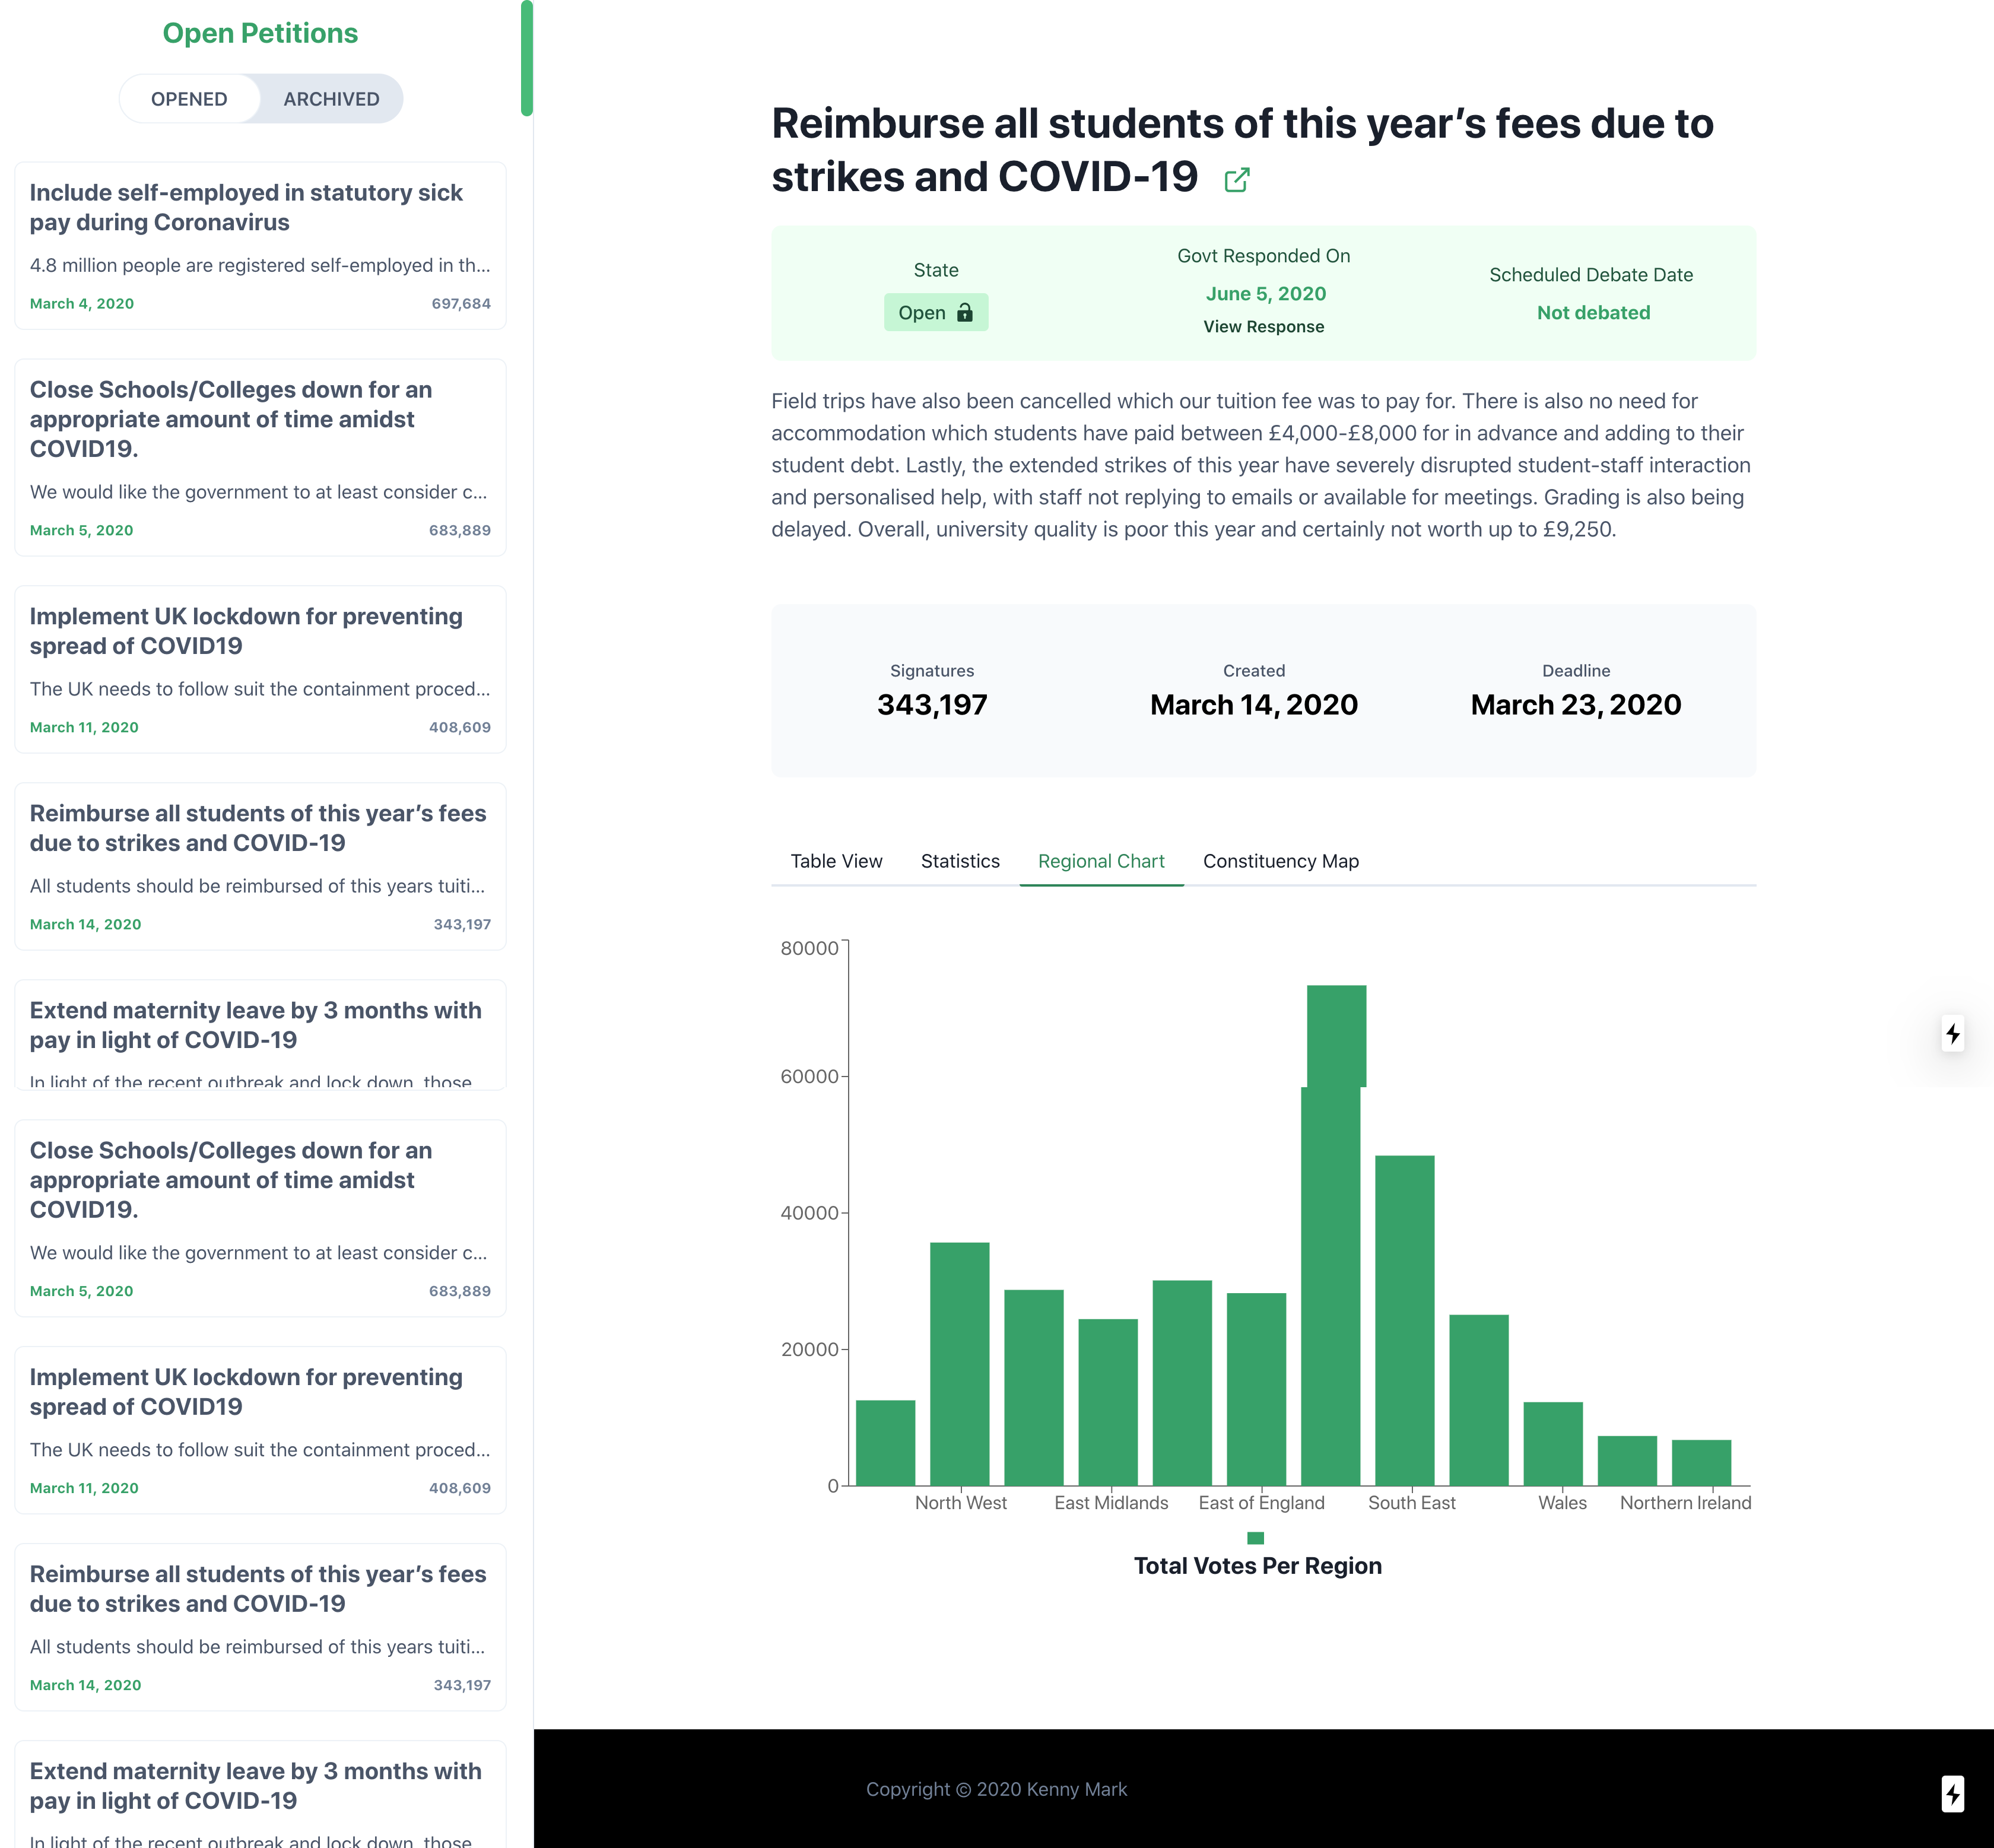 Open Petitions
OPENED
ARCHIVED
Include self-employed in statutory sick
pay during Coronavirus
4.8 million people are registered self-employed in th...
March 4, 2020
697,684
Close Schools/Colleges down for an
appropriate amount of time amidst
COVID19.
We would like the government to at least consider c...
March 5, 2020
683,889
Implement UK lockdown for preventing
spread of COVID19
The UK needs to follow suit the containment proced...
March 11, 2020
408,609
Reimburse all students of this year’s fees
due to strikes and COVID-19
All students should be reimbursed of this years tuiti...
March 14, 2020
343,197
Extend maternity leave by 3 months with
pay in light of COVID-19
In light of the recent outbreak and lock down, those
Close Schools/Colleges down for an
appropriate amount of time amidst
COVID19.
We would like the government to at least consider c...
March 5, 2020
683,889
Implement UK lockdown for preventing
spread of COVID19
The UK needs to follow suit the containment proced...
March 11, 2020
408,609
Reimburse all students of this year’s fees
due to strikes and COVID-19
All students should be reimbursed of this years tuiti...
March 14, 2020
343,197
Extend maternity leave by 3 months with
pay in light of COVID-19
In light of the recent outbreak and lock down, those
Reimburse all students of this year’s fees due to
strikes and COVID-19
State
Open
Govt Responded On
June 5, 2020
View Response
Scheduled Debate Date
Not debated
Field trips have also been cancelled which our tuition fee was to pay for. There is also no need for
accommodation which students have paid between £4,000-£8,000 for in advance and adding to their
student debt. Lastly, the extended strikes of this year have severely disrupted student-staff interaction
and personalised help, with staff not replying to emails or available for meetings. Grading is also being
delayed. Overall, university quality is poor this year and certainly not worth up to £9,250.
Signatures
343,197
Created
March 14, 2020
Deadline
March 23, 2020
Table View
Statistics
Regional Chart
Constituency Map
80000
60000
40000
20000
0
North West
East Midlands
East of England
South East
Wales
Northern Ireland
Total Votes Per Region
Copyright © 2020 Kenny Mark